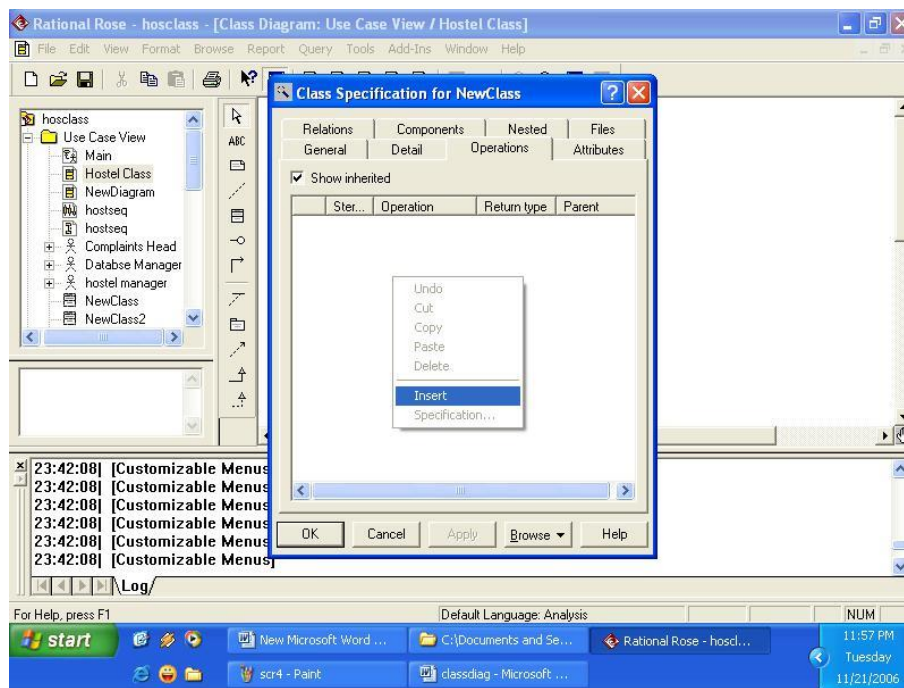 Rational Rose - hosclass - [Class Diagram: Use Case View / Hostel Class]
File Edit View Format Browse Report Query Tools Add-Ins Window Help
Class Specification for NewClass
Relations Components Nested Files
General Detail Operations Attributes
Show inherited
Ster... Operation Return type Parent
Undo
Cut
Copy
Paste
Delete
Insert
Specification...
OK Cancel Apply Browse Help
hosclass
Use Case View
Main
Hostel Class
NewDiagram
hostseq
hostseq
Complaints Head
Databse Manager
hostel manager
NewClass
NewClass2
ABC
23:42:08| [Customizable Menus
23:42:08| [Customizable Menus
23:42:08| [Customizable Menus
23:42:08| [Customizable Menus
23:42:08| [Customizable Menus
23:42:08| [Customizable Menus]
Log
For Help, press F1 Default Language: Analysis NUM
start New Microsoft Word ... C:\Documents and Se... Rational Rose - hoscl... 11:57 PM
Tuesday
scr4 - Paint classdiag - Microsoft ... 11/21/2006